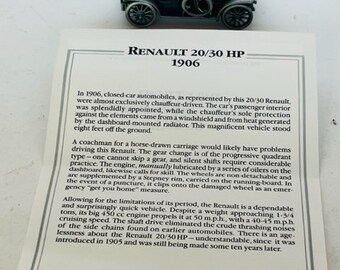 RENAULT 20/30 HP
1906
In 1906, closed-car automobiles, as represented by this 20/30 Renault,
were almost exclusively chauffeur-driven. The car's passenger interior
was splendidly appointed, while the chauffeur's sole protection
against the elements came from a windshield and from heat generated
by the dashboard-mounted radiator. This magnificent vehicle stood
eight feet off the ground.
A coachman for a horse-drawn carriage would likely have problems
driving this Renault. The gear change is of the progressive quadrant
type – one cannot skip a gear, and silent shifts require considerable
practice. The engine, manually lubricated by a series of oilers on the
dashboard, likewise calls for skill. The wheels are non-detachable and
are supplemented by a Stepney rim, carried on the running-board. In
the event of a puncture, it clips onto the damaged wheel as an emer-
gency "get you home" measure.
Allowing for the limitations of its period, the Renault is a dependable
and surprisingly quick vehicle. Despite a weight approaching 1-3/4
tons, its big 450 cc engine propels it at 50 m.p.h., with a 40-45 m.p.h.
cruising speed. The shaft drive eliminated the crude thrashing noises
of the side chains found on earlier automobiles. There is an age-
lessness about the Renault 20/30 HP – understandable, since it was
introduced in 1905 and was still being made some ten years later.